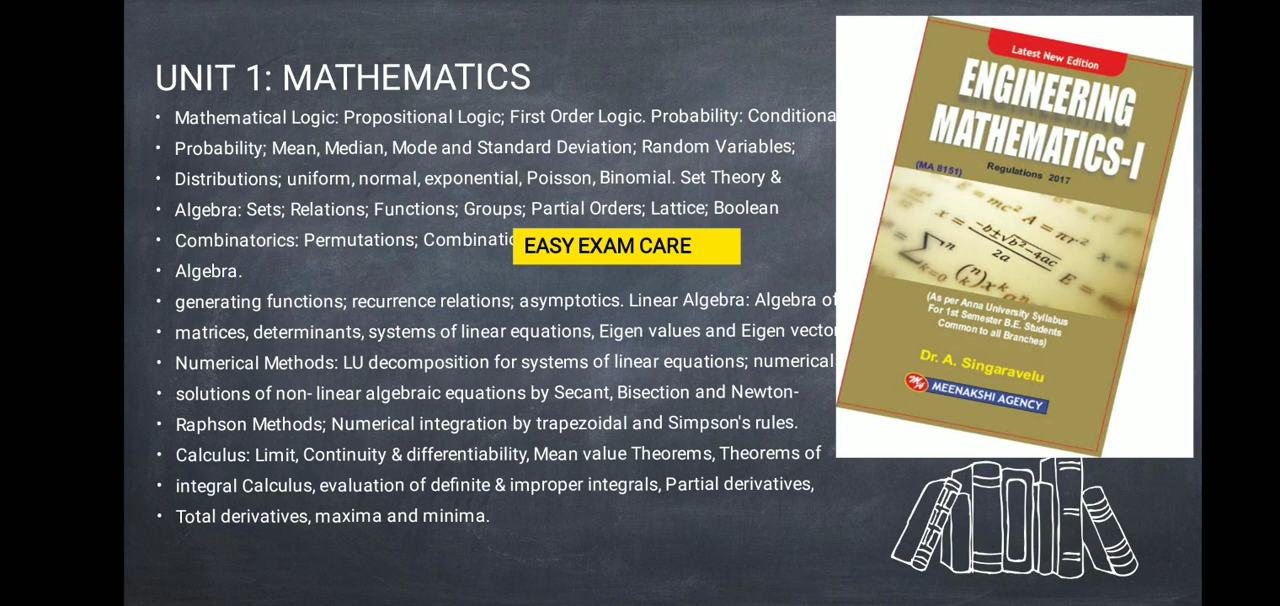 UNIT 1: MATHEMATICS
• Mathematical Logic: Propositional Logic; First Order Logic. Probability:
• Probability; Mean, Median, Mode and Standard Deviation; Random Variables;
• Distributions; uniform, normal, exponential, Poisson, Binomial. Set Theory &
• Algebra: Sets; Relations; Functions; Groups; Partial Orders; Lattice; Boolean
• Combinatorics: Permutations;
EASY EXAM CARE
• Algebra.
• generating functions; recurrence relations; asymptotics. Linear Algebra: Algebra of
• matrices, determinants, systems of linear equations, Eigen values and Eigen
• Numerical Methods: LU decomposition for systems of linear equations; numerical
• solutions of non- linear algebraic equations by Secant, Bisection and Newton-
• Raphson Methods; Numerical integration by trapezoidal and Simpson's rules.
• Calculus: Limit, Continuity & differentiability, Mean value Theorems, Theorems of
• integral Calculus, evaluation of definite & improper integrals, Partial derivatives,
• Total derivatives, maxima and minima.
Latest New Edition
ENGINEERING
MATHEMATICS-I
(MA 8151) Regulations 2017
E = mc² A = πr²
x = -b±√b²-4ac
2a
(As per Anna University Syllabus
For 1st Semester B.E. Students
Common to all Branches)
Dr. A. Singaravelu
MEENAKSHI AGENCY